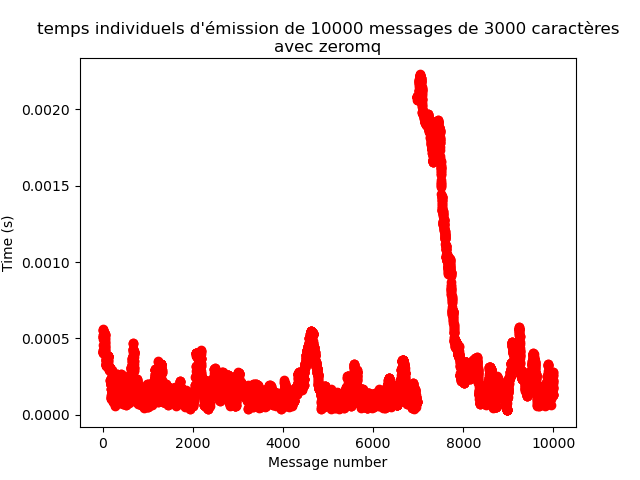 temps individuels d'émission de 10000 messages de 3000 caractères
avec zeromq
0.0020
0.0015
0.0010
0.0005
0.0000
Time (s)
0
2000
4000
6000
8000
10000
Message number